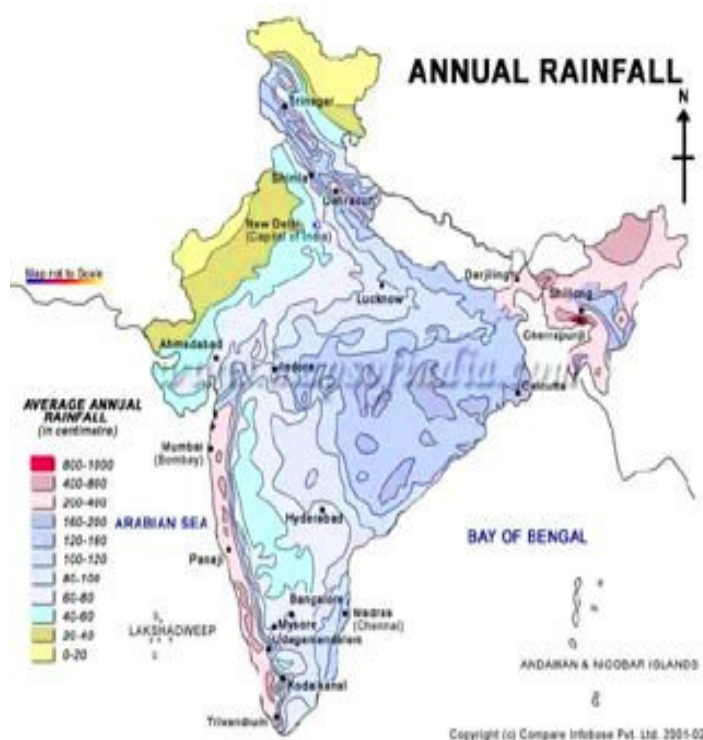 ANNUAL RAINFALL
N
Srinagar
Shimla
Dehradun
New Delhi
(Capital of India)
Map not to Scale
Darjiling
Lucknow
Shillong
Cherrapunji
Ahmedabad
Indore
Calcutta
AVERAGE ANNUAL
RAINFALL
(in centimetre)
800-1000
400-800
200-400
160-200
120-160
100-120
80-100
60-80
40-60
20-40
0-20
Mumbai
(Bombay)
ARABIAN SEA
Hyderabad
BAY OF BENGAL
Panaji
Bangalore
Madras
(Chennai)
Mysore
LAKSHADWEEP
Udagamandalam
ANDAMAN & NICOBAR ISLANDS
Kodaikanal
Trivandrum
Copyright (c) Compare Infobase Pvt. Ltd. 2001-02